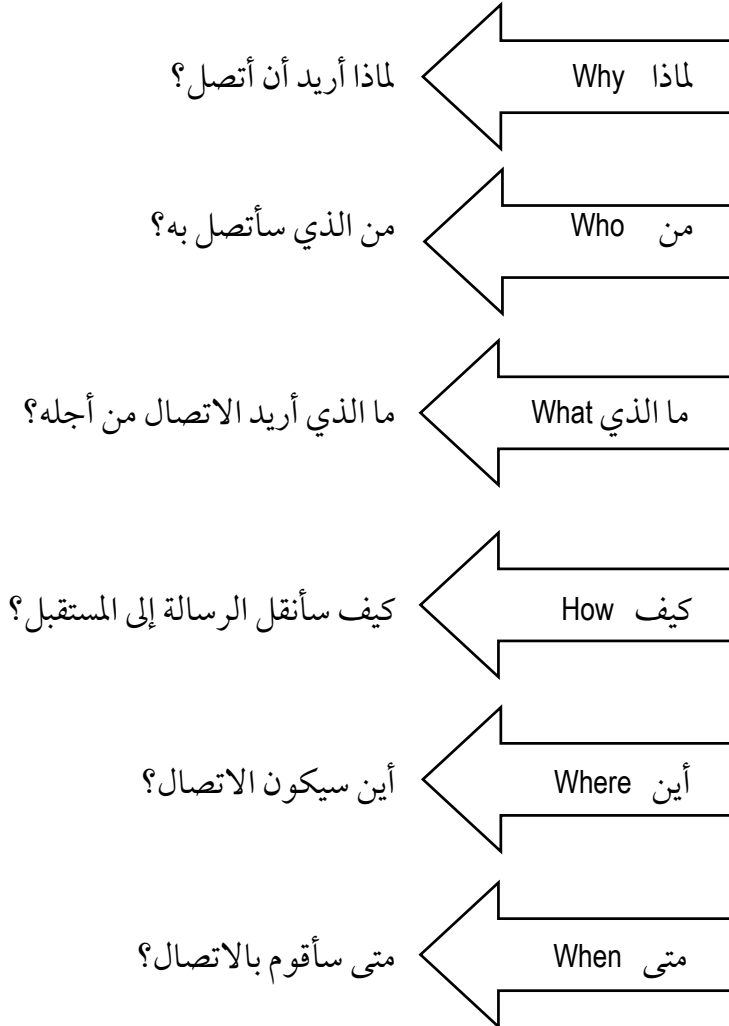 لماذا Why لماذا أريد أن أتصل؟
من Who من الذي سأتصل به؟
ما الذي What ما الذي أريد الاتصال من أجله؟
كيف How كيف سأنقل الرسالة إلى المستقبل؟
أين Where أين سيكون الاتصال؟
متى When متى سأقوم بالاتصال؟